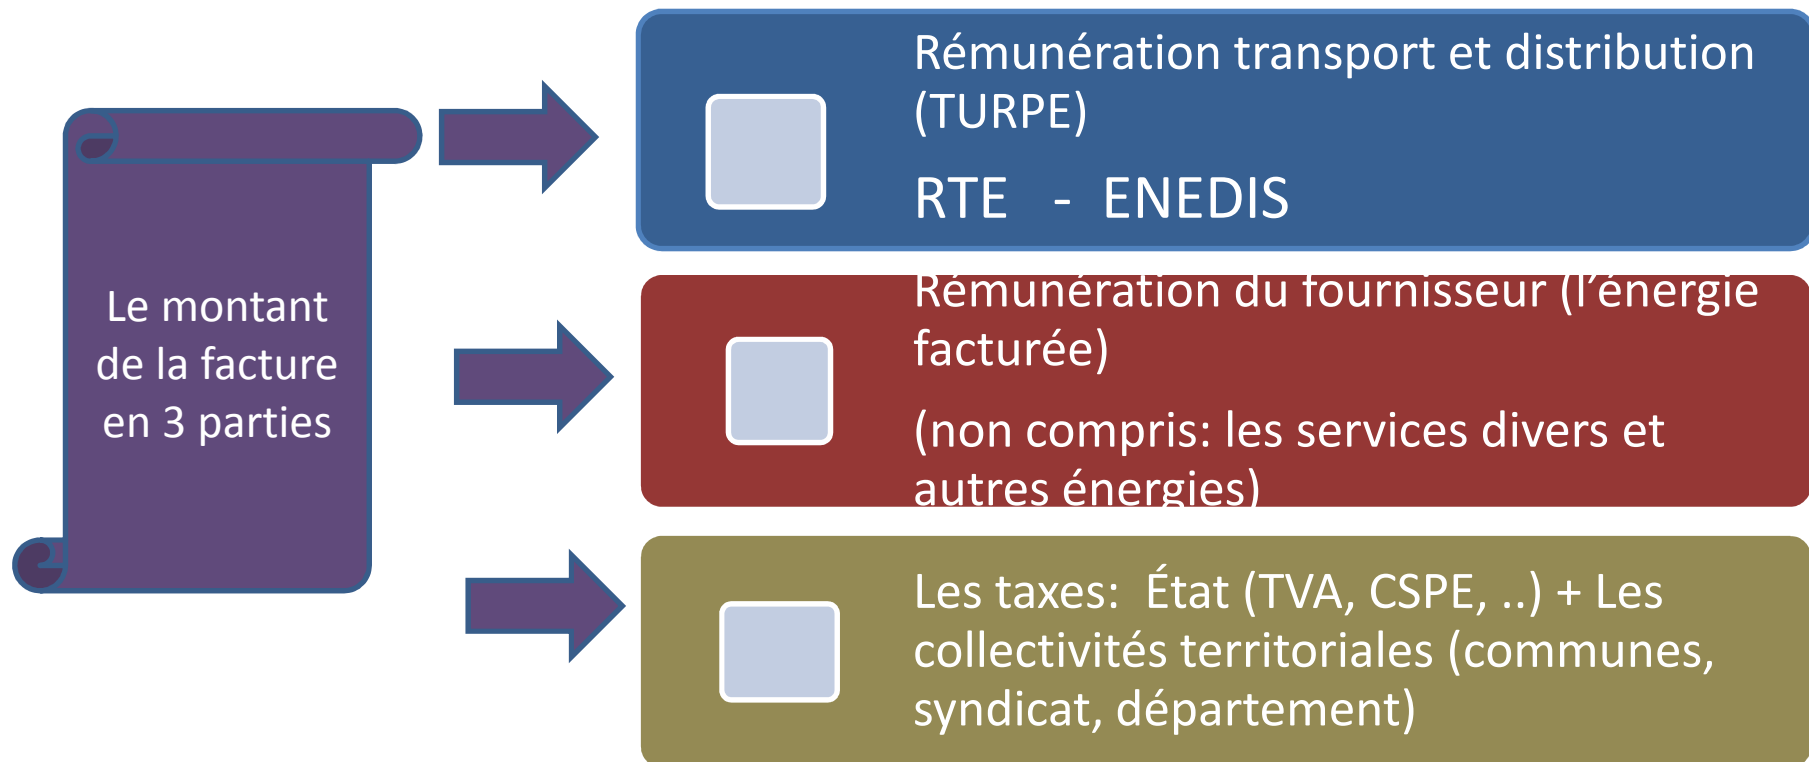 Le montant
de la facture
en 3 parties
Rémunération transport et distribution
(TURPE)
RTE - ENEDIS
Rémunération du fournisseur (l’énergie
facturée)
(non compris: les services divers et
autres énergies)
Les taxes: État (TVA, CSPE, ..) + Les
collectivités territoriales (communes,
syndicat, département)